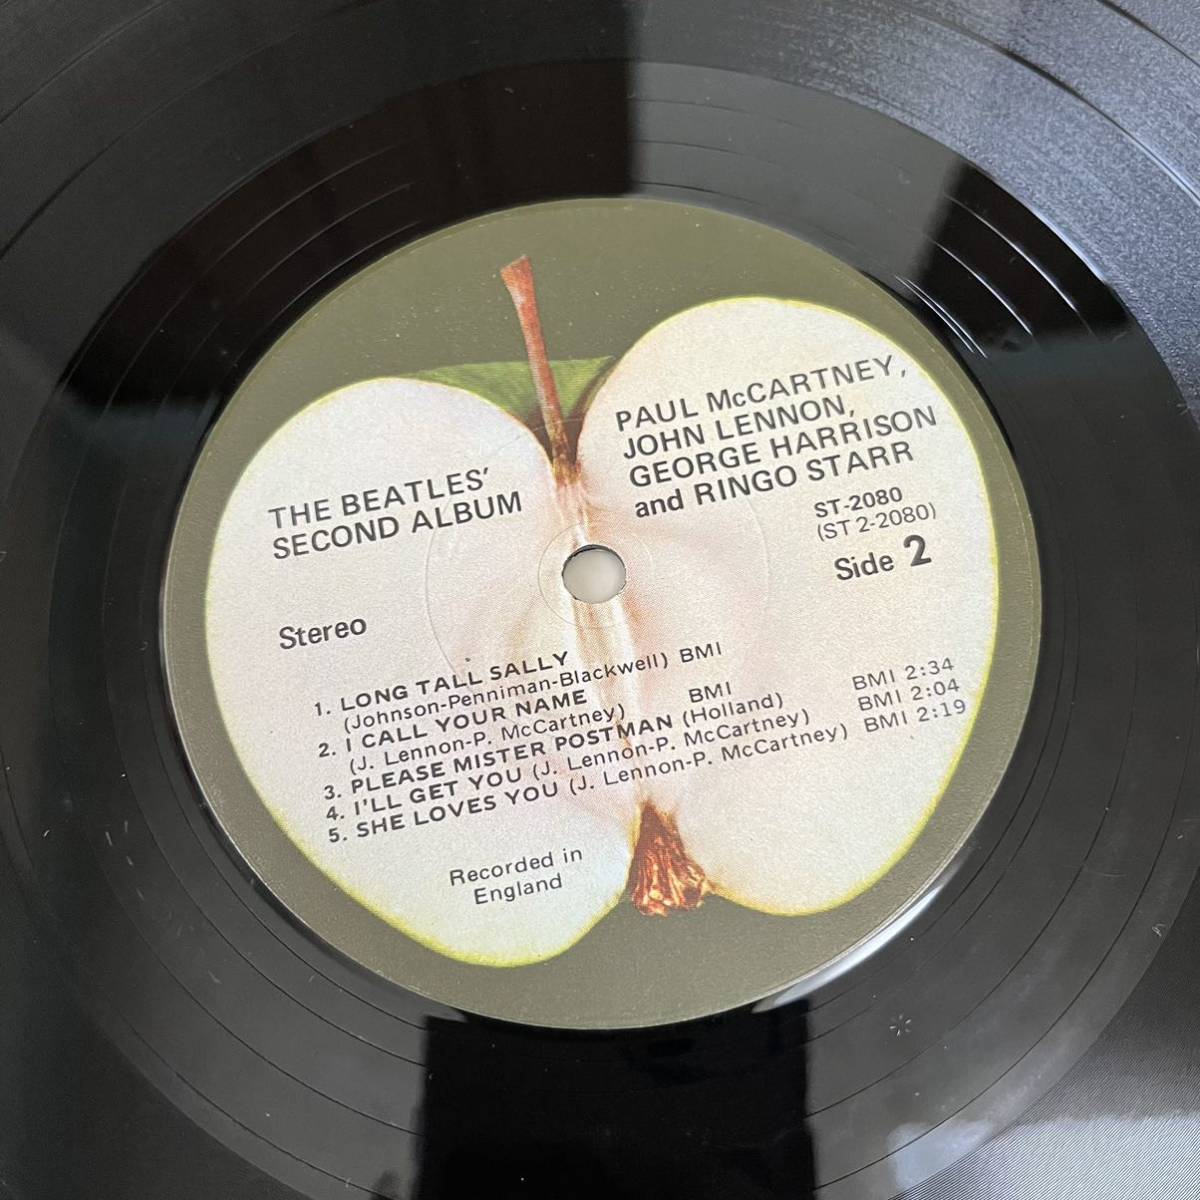 THE BEATLES'
SECOND ALBUM
PAUL McCARTNEY,
JOHN LENNON,
GEORGE HARRISON
and RINGO STARR
ST-2080
(ST 2-2080)
Side 2
Stereo
1. LONG TALL SALLY
(Johnson-Penniman-Blackwell) BMI
2. I CALL YOUR NAME
(J. Lennon-P. McCartney) BMI
3. PLEASE MISTER POSTMAN (Holland) BMI 2:34
4. I'LL GET YOU (J. Lennon-P. McCartney) BMI 2:04
5. SHE LOVES YOU (J. Lennon-P. McCartney) BMI 2:19
Recorded in
England